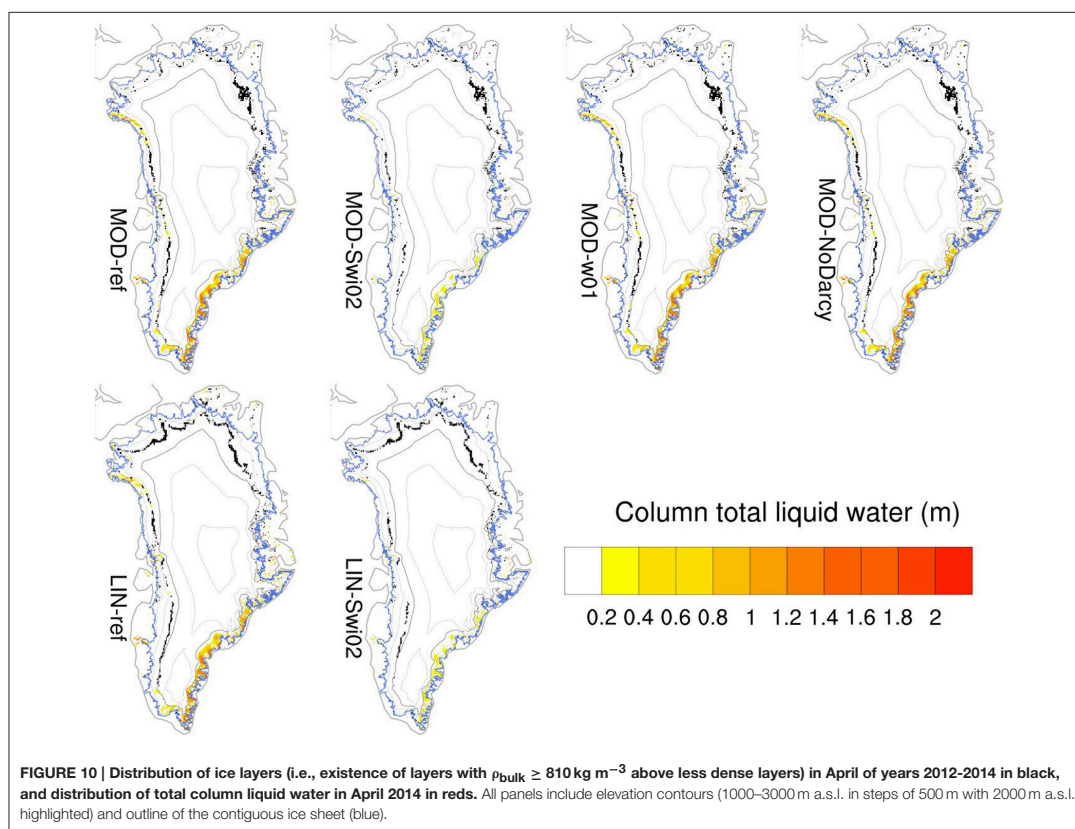 MOD-ref
MOD-Swi02
MOD-w01
MOD-NoDarcy
LIN-ref
LIN-Swi02
Column total liquid water (m)
0.2 0.4 0.6 0.8 1 1.2 1.4 1.6 1.8 2
FIGURE 10 | Distribution of ice layers (i.e., existence of layers with ρbulk ≥ 810 kg m−3 above less dense layers) in April of years 2012-2014 in black,
and distribution of total column liquid water in April 2014 in reds. All panels include elevation contours (1000–3000 m a.s.l. in steps of 500 m with 2000 m a.s.l.
highlighted) and outline of the contiguous ice sheet (blue).